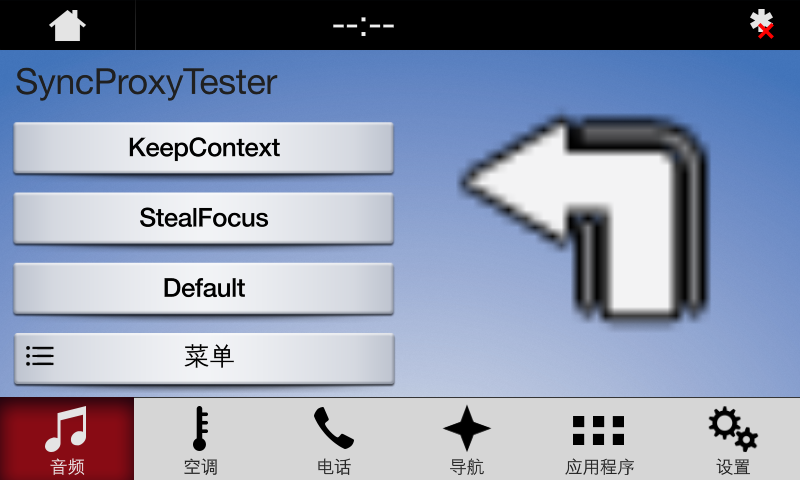 --:--
SyncProxyTester
KeepContext
StealFocus
Default
菜单
音频
空调
电话
导航
应用程序
设置